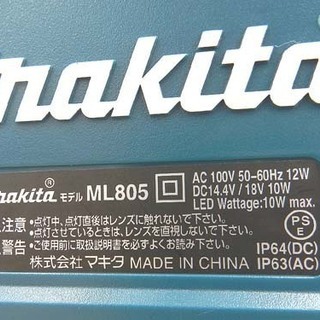 makita
makita® モデル ML805 AC 100V 50–60Hz 12W
DC14.4V / 18V 10W
LED Wattage:10W max.
注意 ・点灯中、点灯直後はレンズに触れないで下さい。
・点灯させているときは、レンズを直視しないで下さい。
警告 ・ご使用前に取扱説明書を必ずお読み下さい。
PSE
IP64(DC)
株式会社マキタ MADE IN CHINA IP63(AC)